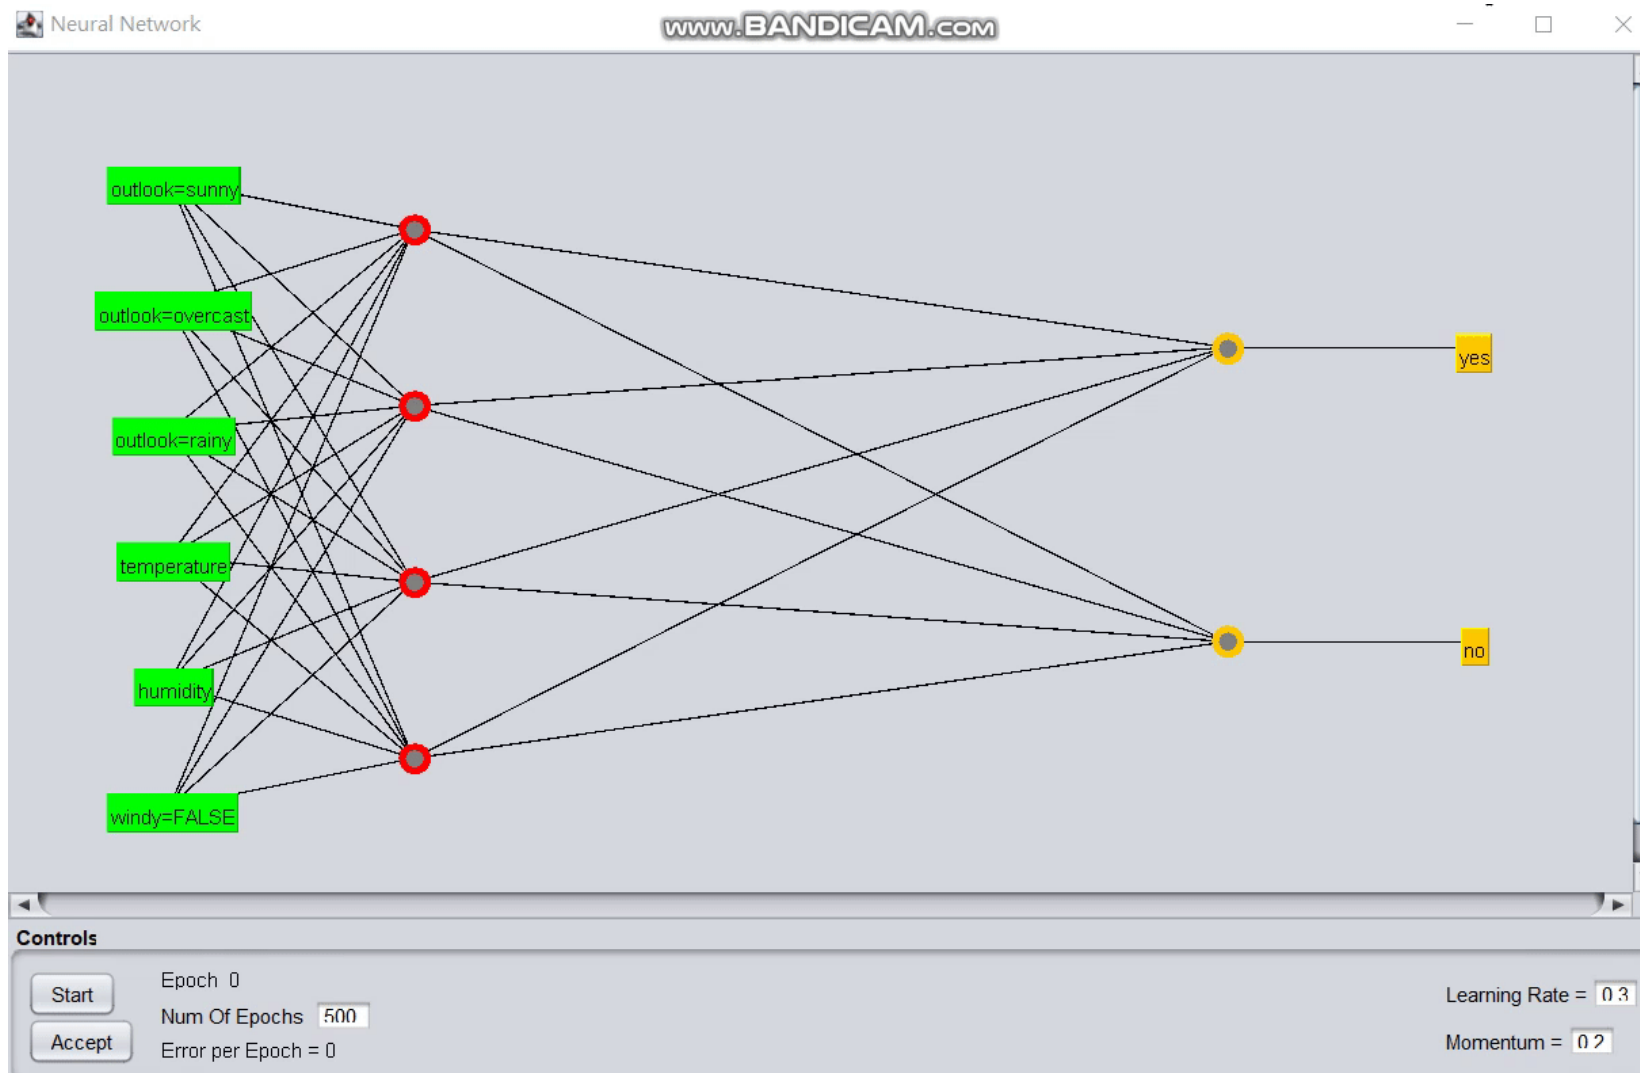 Neural Network
www.BANDICAM.com
outlook=sunny
outlook=overcast
outlook=rainy
temperature
humidity
windy=FALSE
yes
no
Controls
Start
Accept
Epoch 0
Num Of Epochs 500
Error per Epoch = 0
Learning Rate = 0.3
Momentum = 0.2